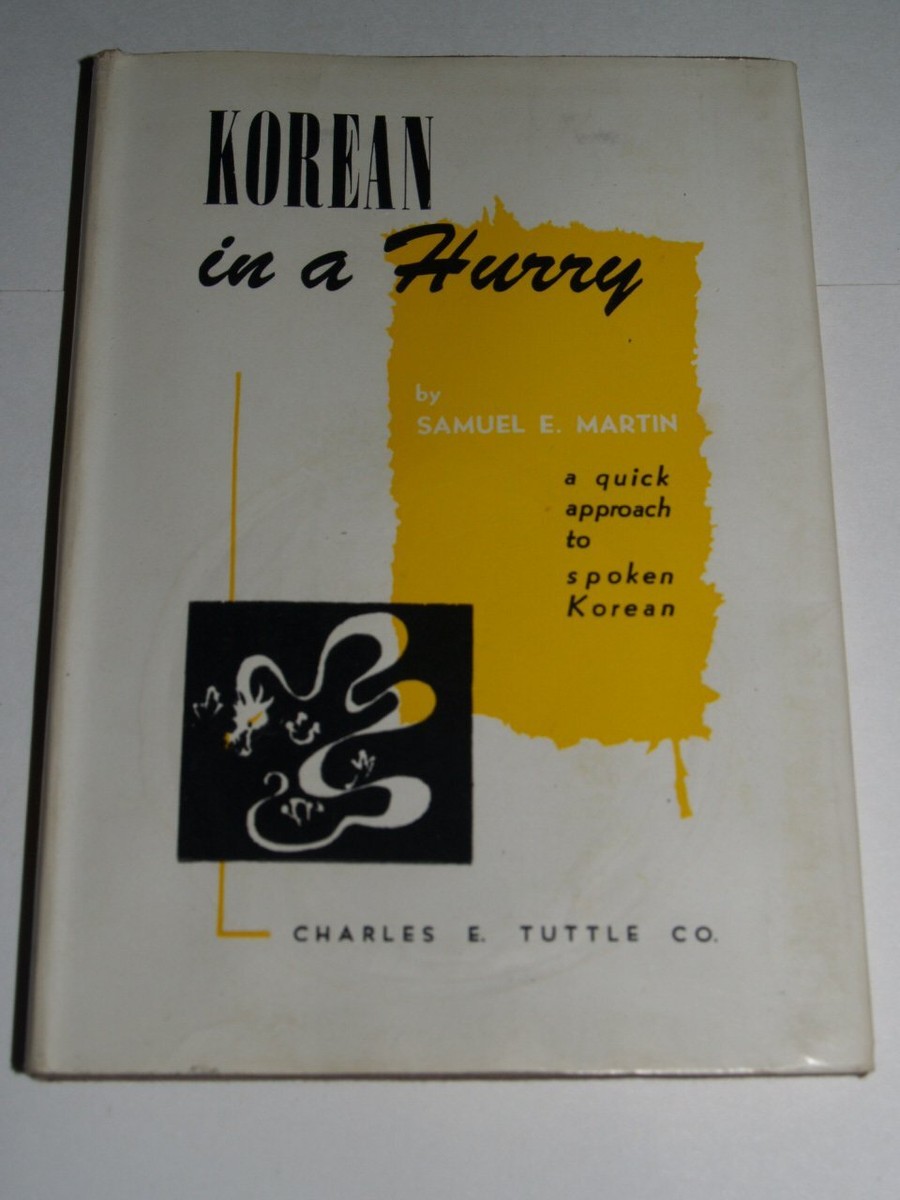 KOREAN
in a Hurry
by
SAMUEL E. MARTIN
a quick
approach
to
spoken
Korean
CHARLES E. TUTTLE CO.